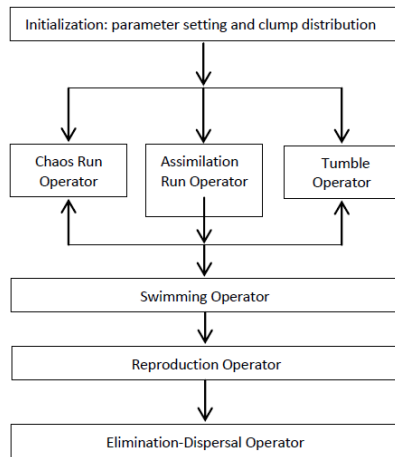 Initialization: parameter setting and clump distribution
Chaos Run
Operator
Assimilation
Run Operator
Tumble
Operator
Swimming Operator
Reproduction Operator
Elimination-Dispersal Operator